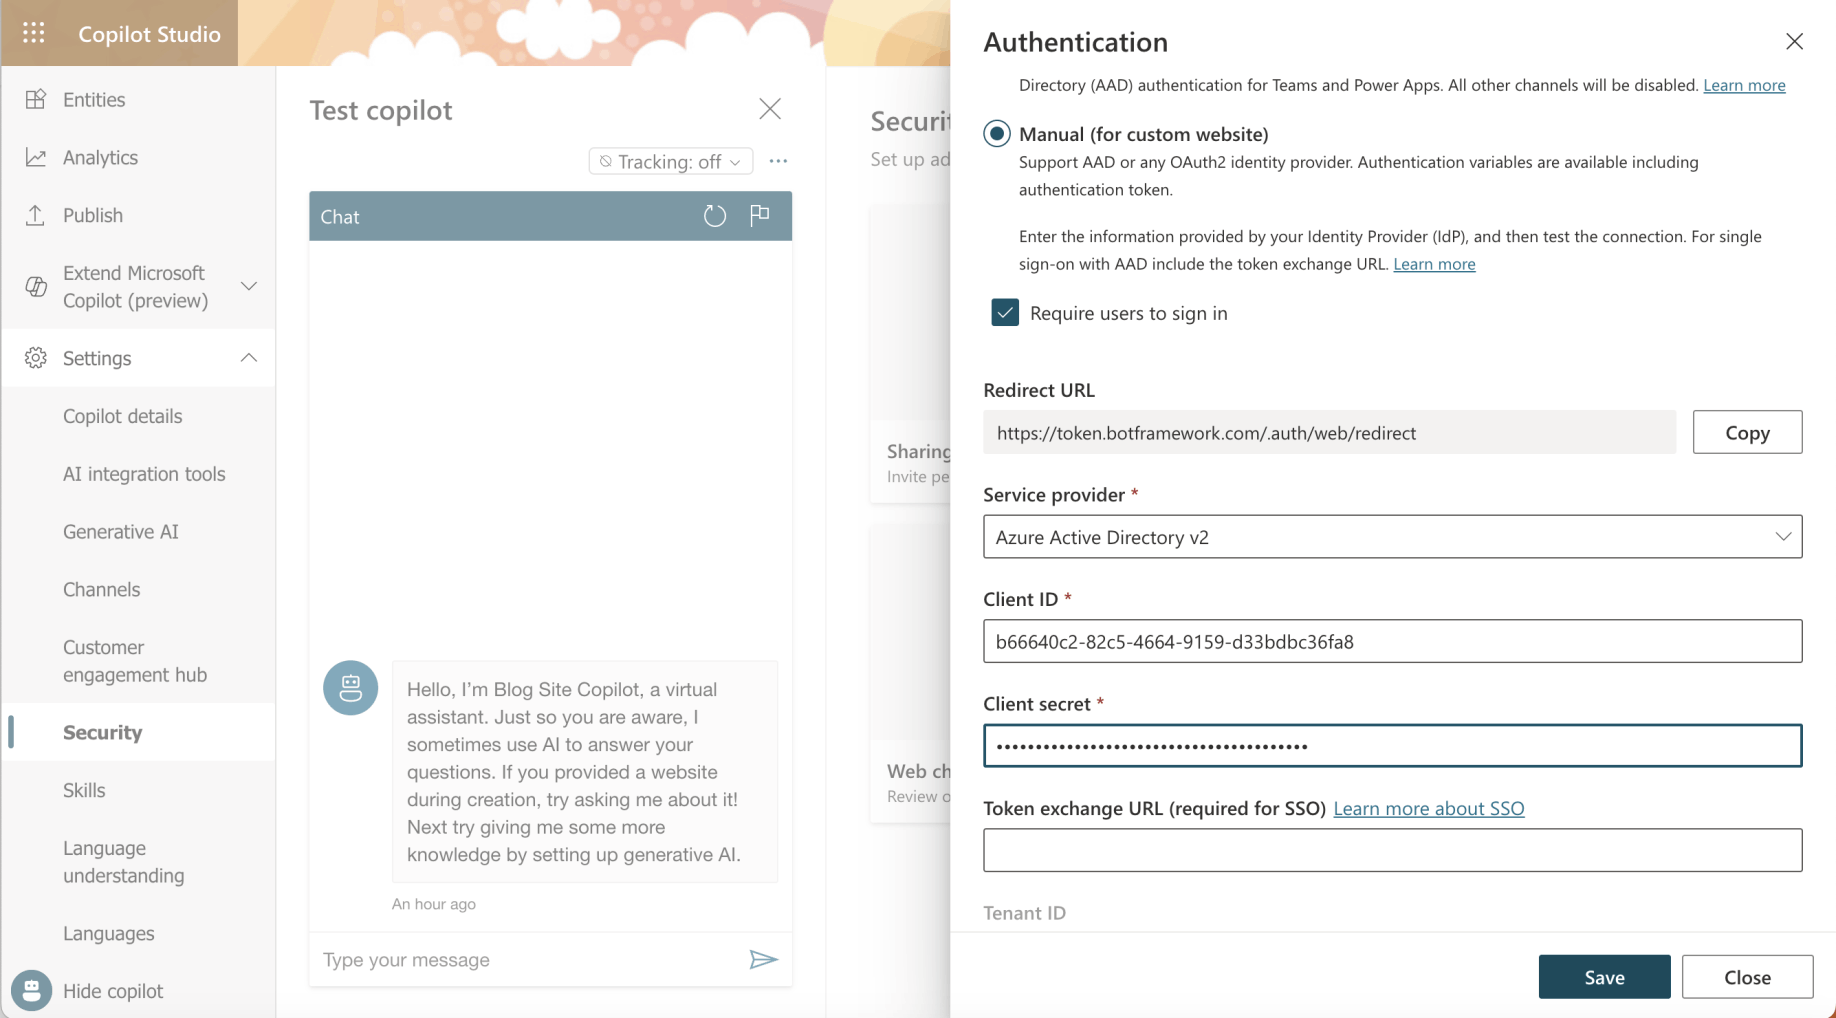 Copilot Studio
Entities
Analytics
Publish
Extend Microsoft
Copilot (preview)
Settings
Copilot details
AI integration tools
Generative AI
Channels
Customer
engagement hub
Security
Skills
Language
understanding
Languages
Hide copilot
Test copilot
Tracking: off
Chat
Hello, I'm Blog Site Copilot, a virtual
assistant. Just so you are aware, I
sometimes use AI to answer your
questions. If you provided a website
during creation, try asking me about it!
Next try giving me some more
knowledge by setting up generative AI.
An hour ago
Type your message
Securit
Set up ad
Sharing
Invite pe
Web ch
Review o
Authentication
Directory (AAD) authentication for Teams and Power Apps. All other channels will be disabled. Learn more
Manual (for custom website)
Support AAD or any OAuth2 identity provider. Authentication variables are available including
authentication token.
Enter the information provided by your Identity Provider (IdP), and then test the connection. For single
sign-on with AAD include the token exchange URL. Learn more
Require users to sign in
Redirect URL
https://token.botframework.com/.auth/web/redirect
Copy
Service provider *
Azure Active Directory v2
Client ID *
b66640c2-82c5-4664-9159-d33bdbc36fa8
Client secret *
••••••••••••••••••••••••••••••••••••••••
Token exchange URL (required for SSO) Learn more about SSO
Tenant ID
Save
Close